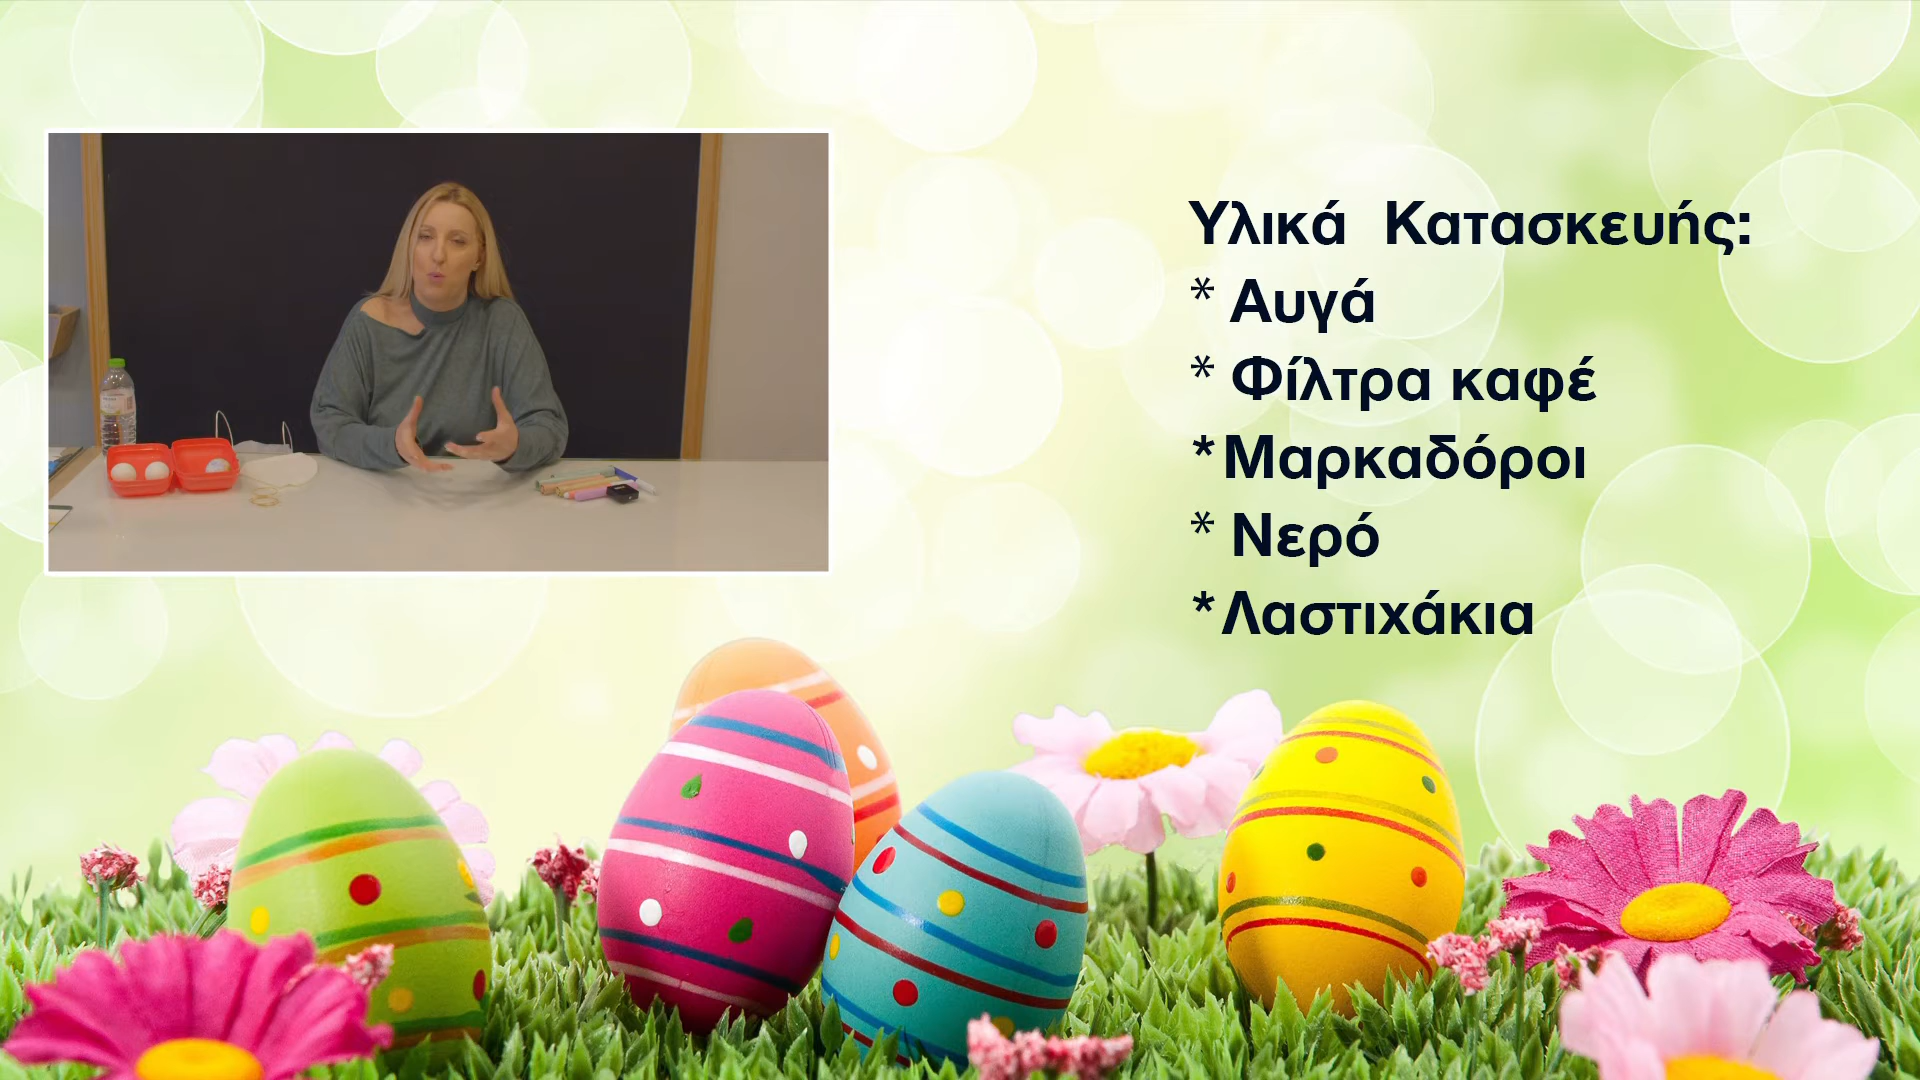 Υλικά Κατασκευής:
* Αυγά
* Φίλτρα καφέ
*Μαρκαδόροι
* Νερό
*Λαστιχάκια